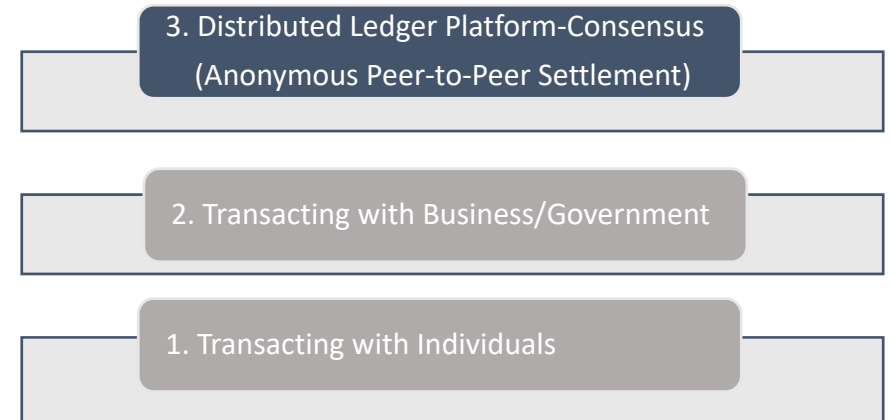 3. Distributed Ledger Platform-Consensus
(Anonymous Peer-to-Peer Settlement)
2. Transacting with Business/Government
1. Transacting with Individuals